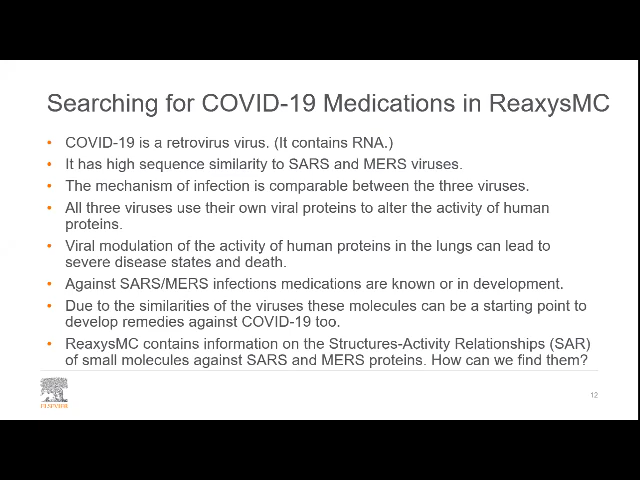 Searching for COVID-19 Medications in ReaxysMC
• COVID-19 is a retrovirus virus. (It contains RNA.)
• It has high sequence similarity to SARS and MERS viruses.
• The mechanism of infection is comparable between the three viruses.
• All three viruses use their own viral proteins to alter the activity of human
proteins.
• Viral modulation of the activity of human proteins in the lungs can lead to
severe disease states and death.
• Against SARS/MERS infections medications are known or in development.
• Due to the similarities of the viruses these molecules can be a starting point to
develop remedies against COVID-19 too.
• ReaxysMC contains information on the Structures-Activity Relationships (SAR)
of small molecules against SARS and MERS proteins. How can we find them?
ELSEVIER
12